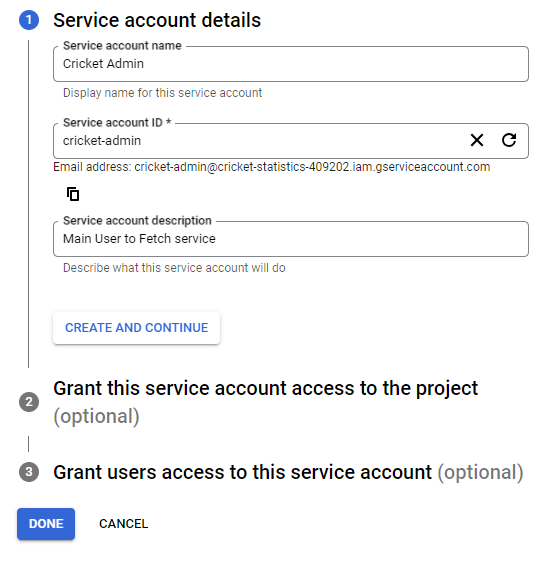 1 Service account details
Service account name
Cricket Admin
Display name for this service account
Service account ID *
cricket-admin
Email address: cricket-admin@cricket-statistics-409202.iam.gserviceaccount.com
Service account description
Main User to Fetch service
Describe what this service account will do
CREATE AND CONTINUE
2 Grant this service account access to the project
(optional)
3 Grant users access to this service account (optional)
DONE CANCEL